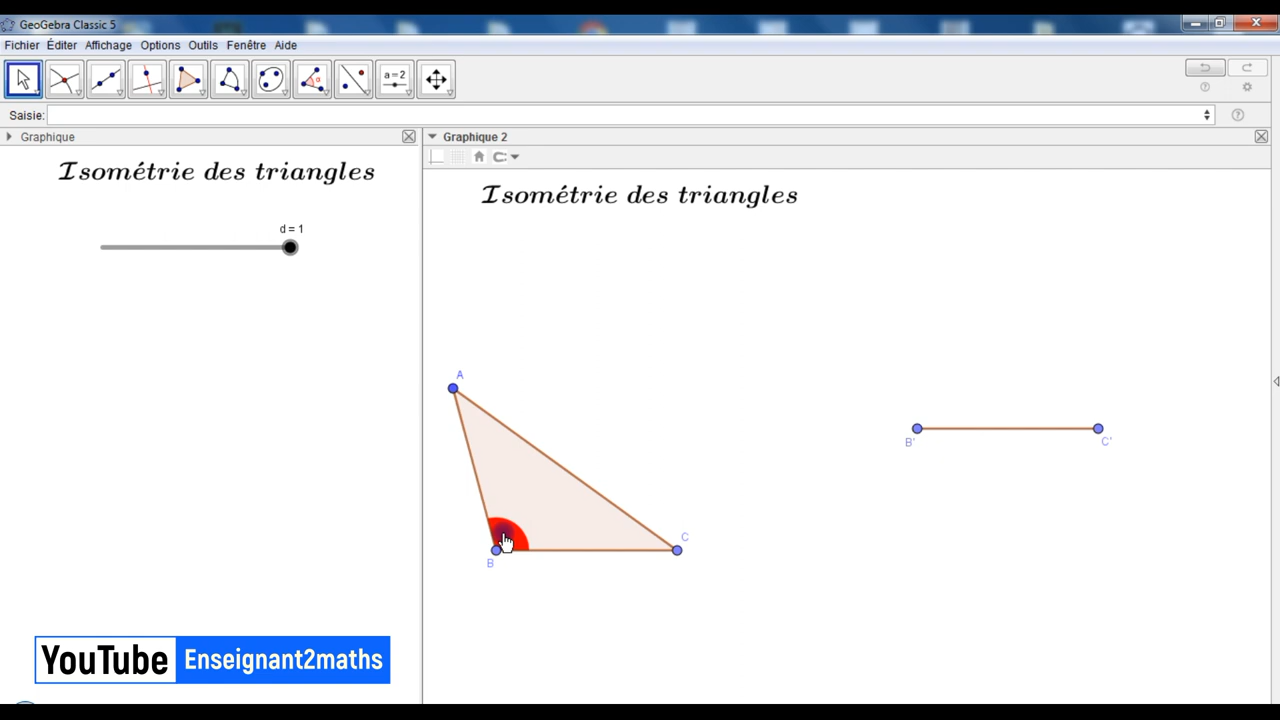 GeoGebra Classic 5
Fichier Éditer Affichage Options Outils Fenêtre Aide
a = 2
Saisie:
Graphique
Graphique 2
Isométrie des triangles
Isométrie des triangles
d = 1
A
B'
C'
C
B
YouTube Enseignant2maths